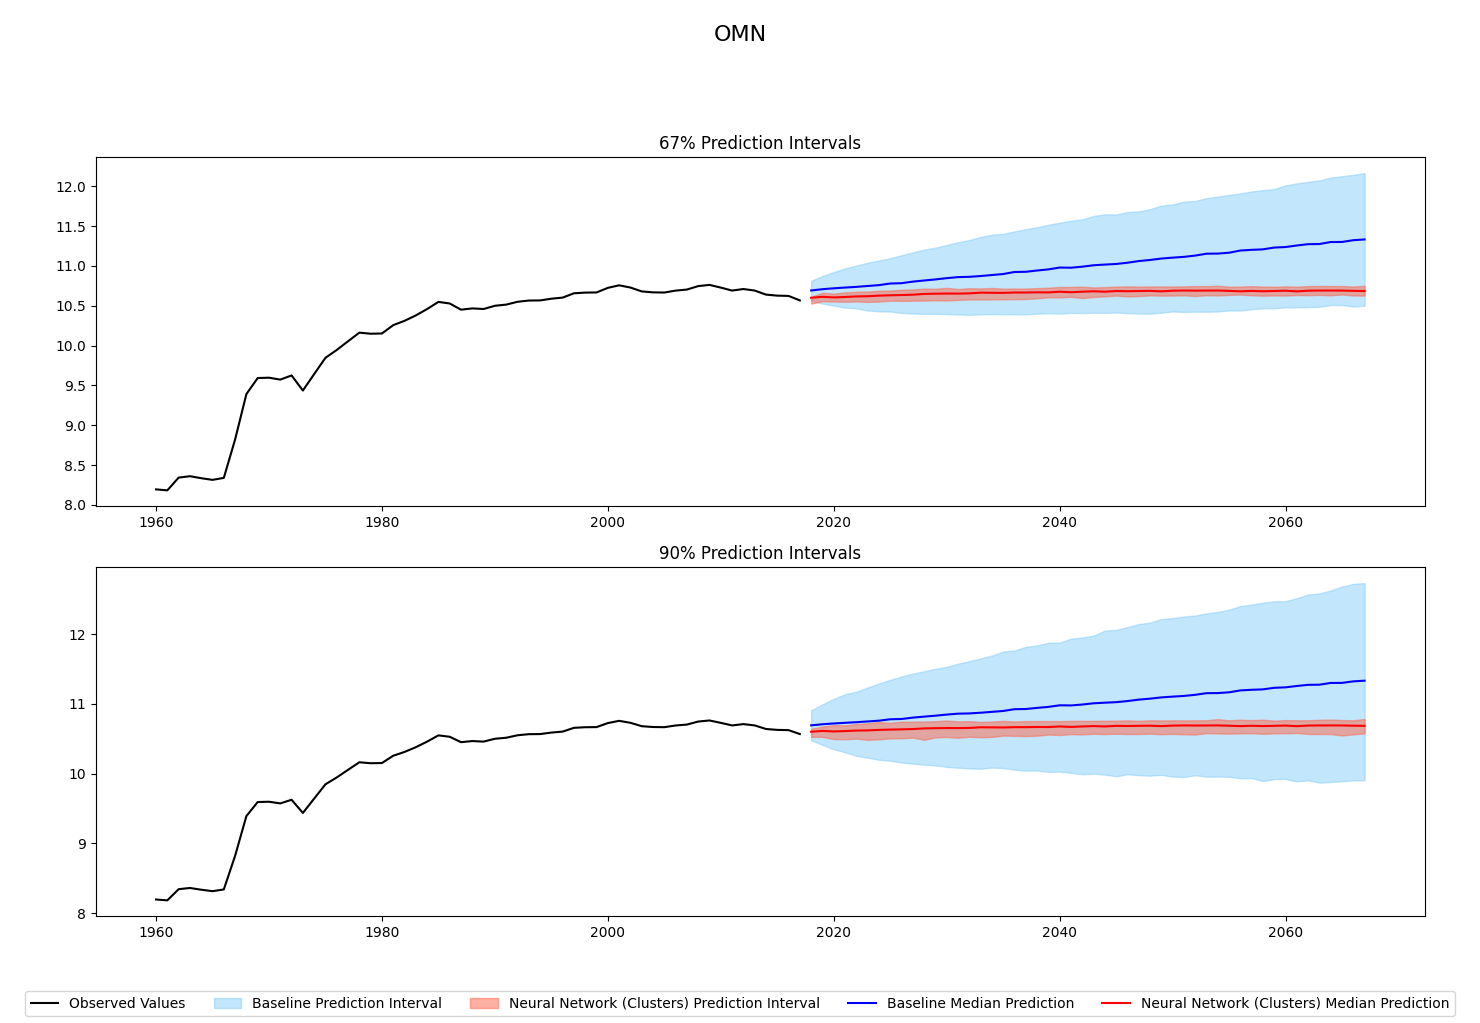 OMN
67% Prediction Intervals
12.0
11.5
11.0
10.5
10.0
9.5
9.0
8.5
8.0
1960 1980 2000 2020 2040 2060
90% Prediction Intervals
12
11
10
9
8
1960 1980 2000 2020 2040 2060
Observed Values Baseline Prediction Interval Neural Network (Clusters) Prediction Interval Baseline Median Prediction Neural Network (Clusters) Median Prediction